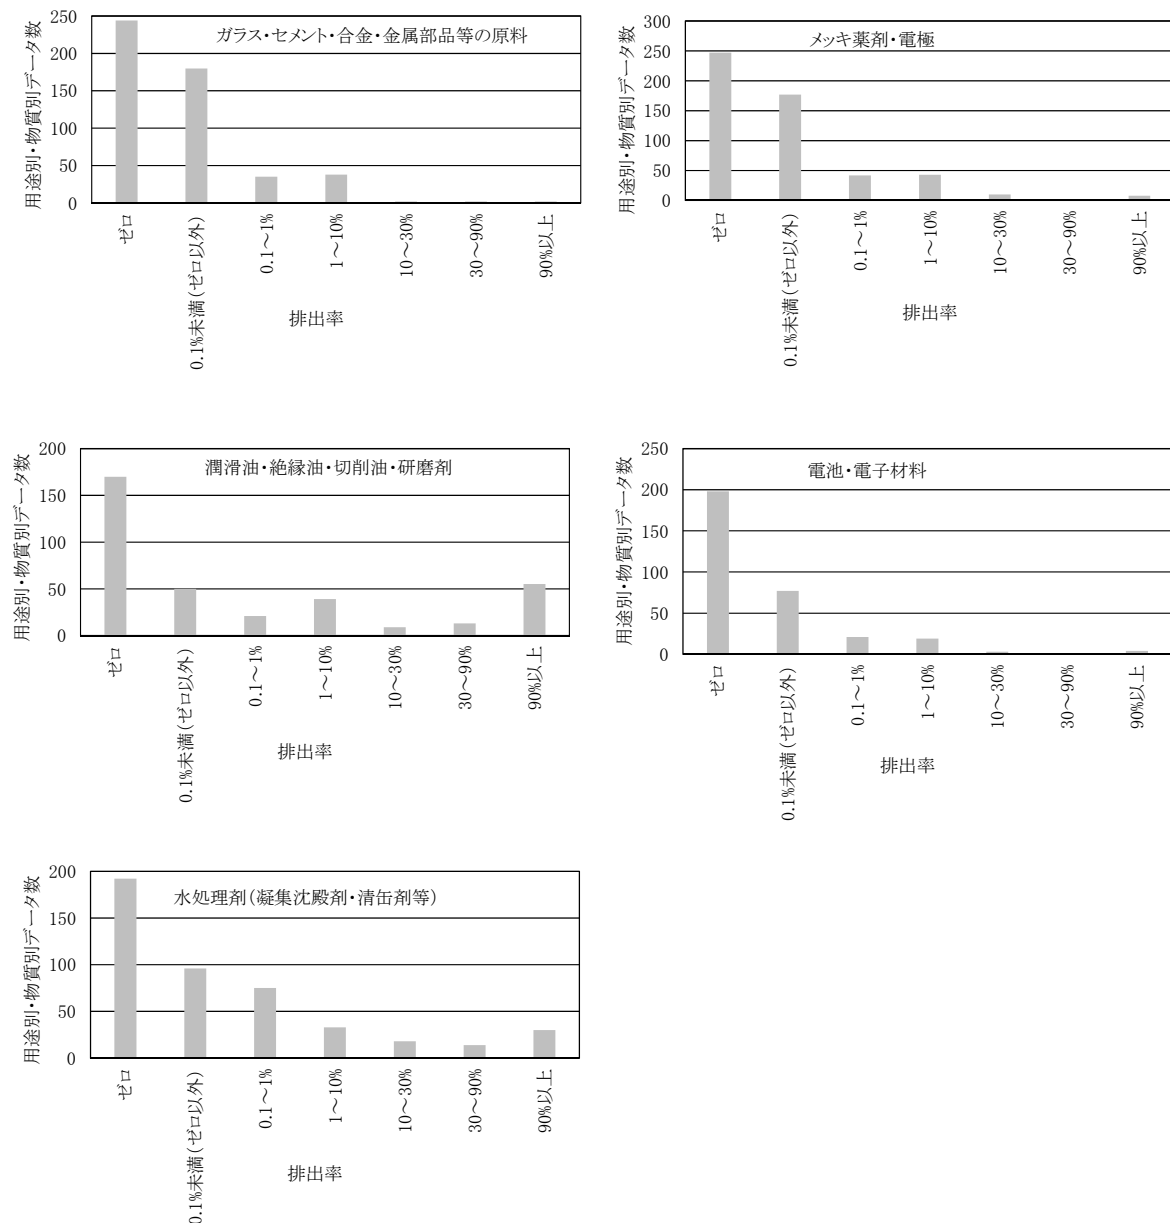 ガラス・セメント・合金・金属部品等の原料
用途別・物質別データ数
250
200
150
100
50
0
ゼロ
0.1%未満(ゼロ以外)
0.1～1%
1～10%
10～30%
30～90%
90%以上
排出率
メッキ薬剤・電極
用途別・物質別データ数
300
250
200
150
100
50
0
ゼロ
0.1%未満(ゼロ以外)
0.1～1%
1～10%
10～30%
30～90%
90%以上
排出率
潤滑油・絶縁油・切削油・研磨剤
用途別・物質別データ数
200
150
100
50
0
ゼロ
0.1%未満(ゼロ以外)
0.1～1%
1～10%
10～30%
30～90%
90%以上
排出率
電池・電子材料
用途別・物質別データ数
250
200
150
100
50
0
ゼロ
0.1%未満(ゼロ以外)
0.1～1%
1～10%
10～30%
30～90%
90%以上
排出率
水処理剤(凝集沈殿剤・清缶剤等)
用途別・物質別データ数
200
150
100
50
0
ゼロ
0.1%未満(ゼロ以外)
0.1～1%
1～10%
10～30%
30～90%
90%以上
排出率